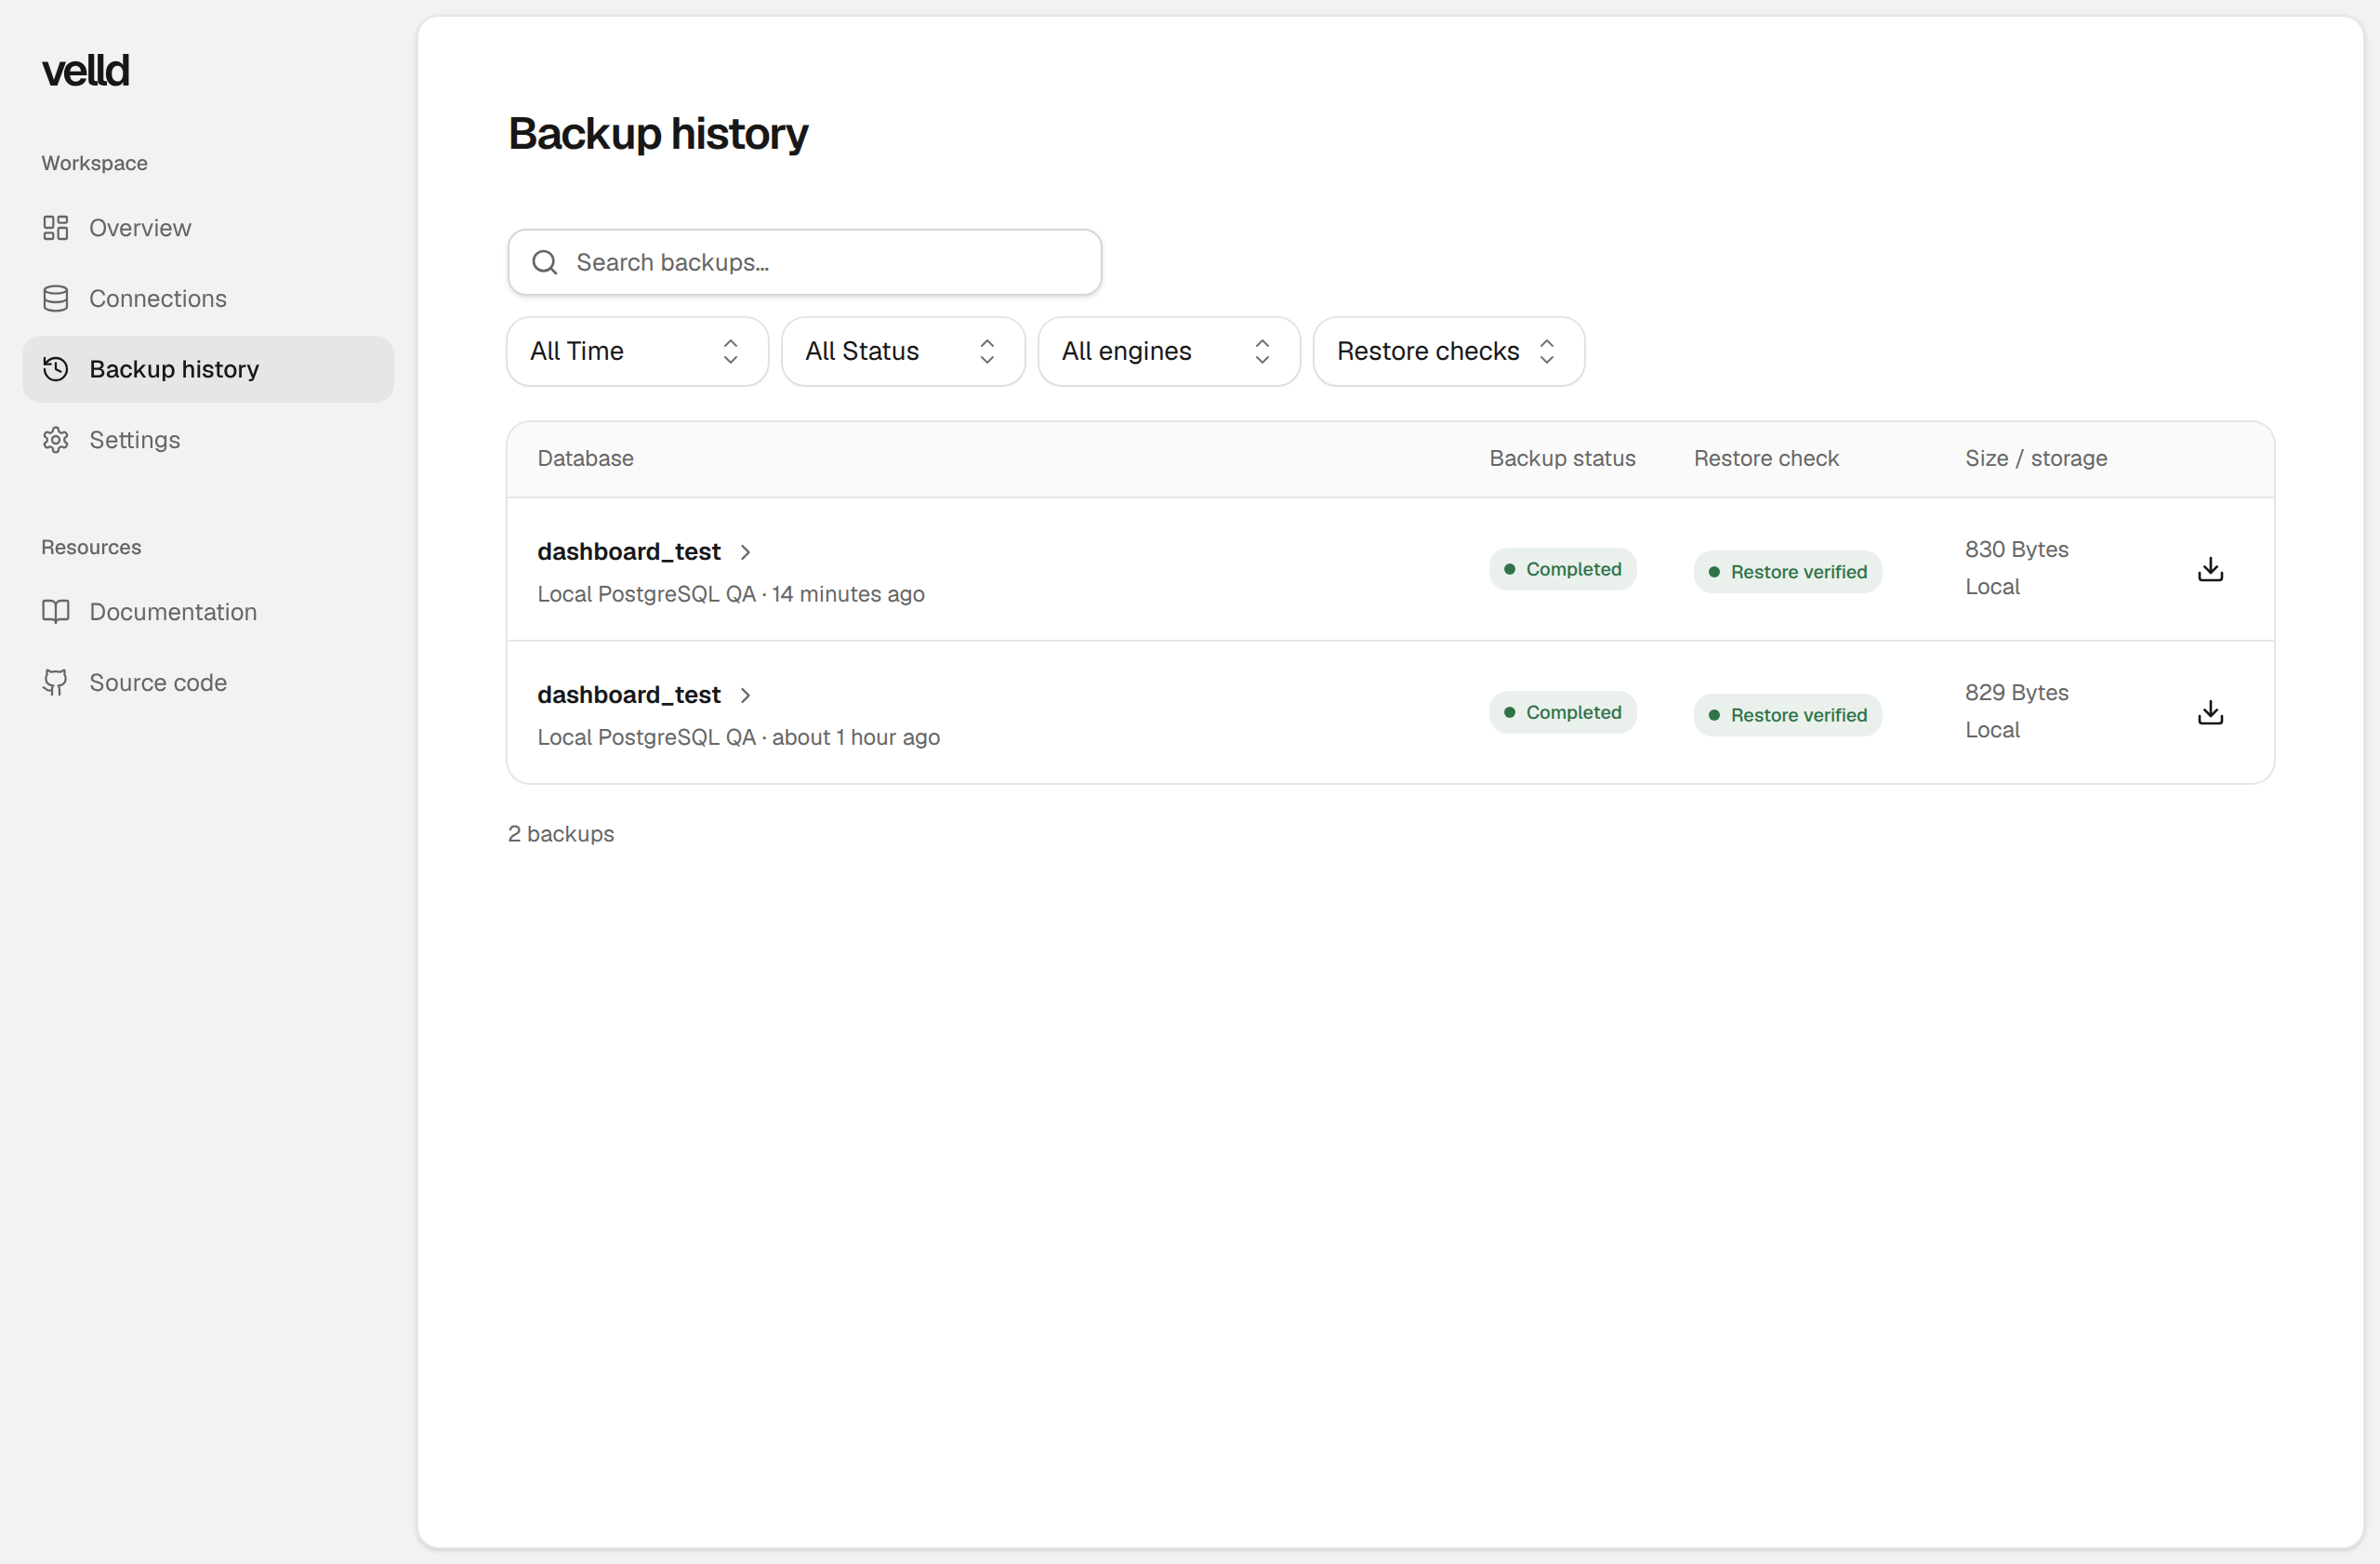 velld
Workspace
Overview
Connections
Backup history
Settings
Resources
Documentation
Source code
Backup history
Search backups...
All Time
All Status
All engines
Restore checks
Database Backup status Restore check Size / storage
dashboard_test
Local PostgreSQL QA · 14 minutes ago
Completed
Restore verified
830 Bytes
Local
dashboard_test
Local PostgreSQL QA · about 1 hour ago
Completed
Restore verified
829 Bytes
Local
2 backups